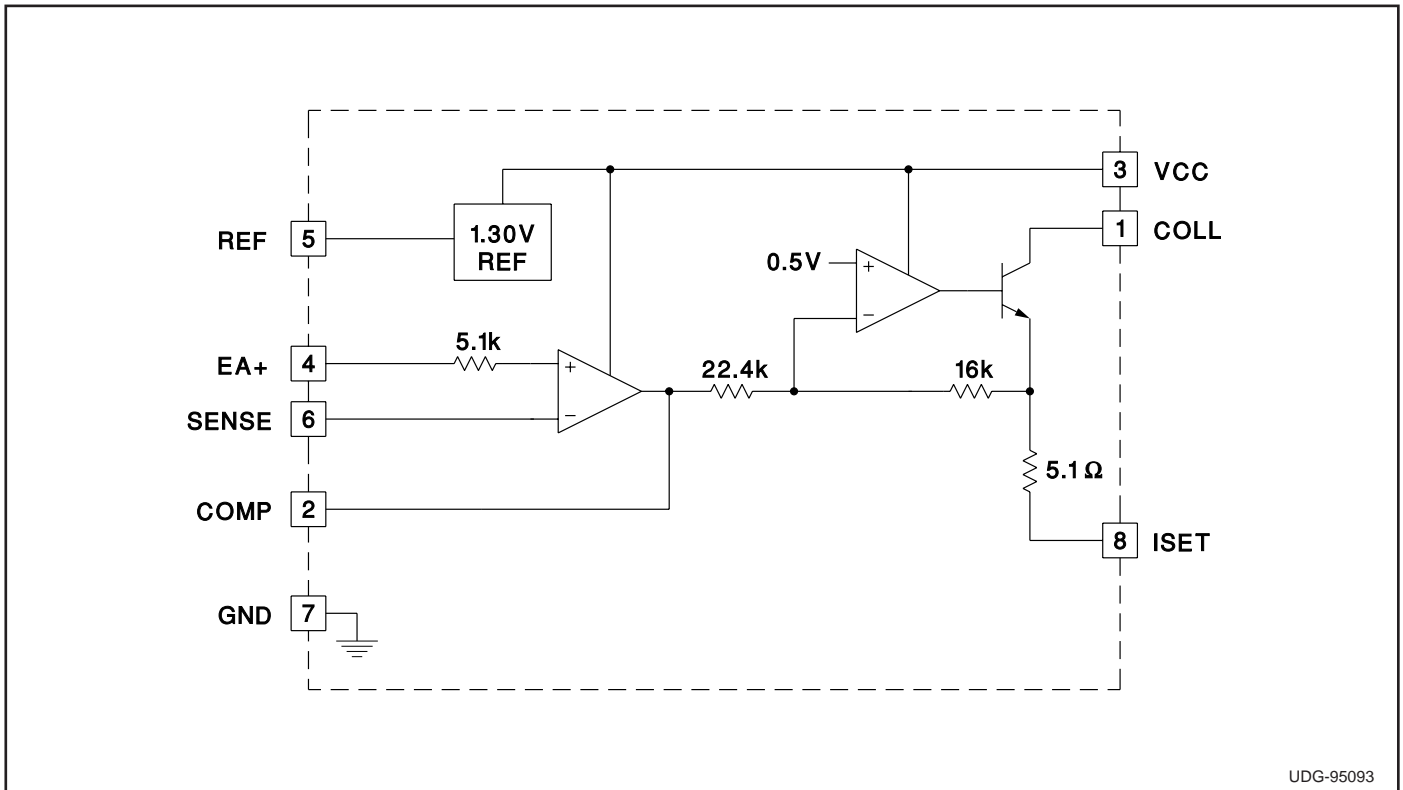 3 VCC
REF 5
1.30V
REF
1 COLL
0.5V
+
−
5.1k
EA+ 4
+
22.4k
16k
SENSE 6
−
5.1Ω
COMP 2
8 ISET
GND 7
UDG-95093